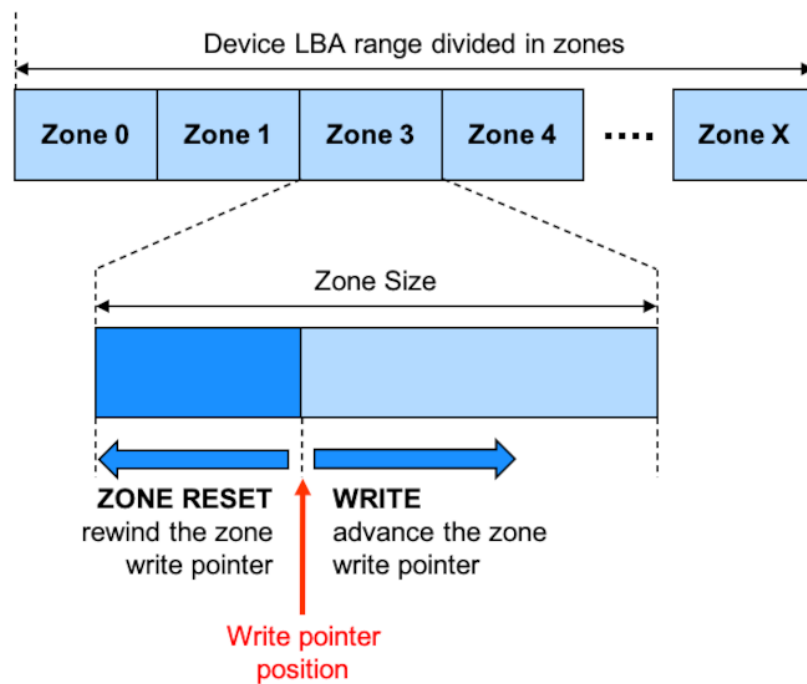 Device LBA range divided in zones
Zone 0 Zone 1 Zone 3 Zone 4 .... Zone X
Zone Size
ZONE RESET
rewind the zone
write pointer
WRITE
advance the zone
write pointer
Write pointer
position